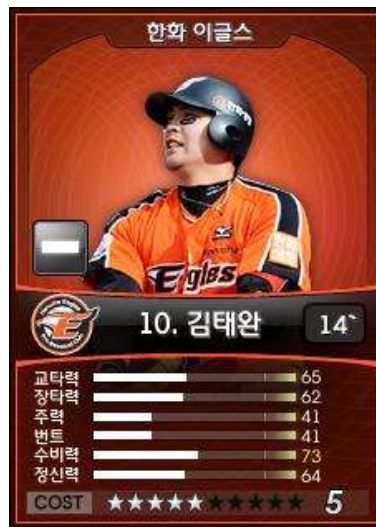 한화 이글스
Eagles
10. 김태완 14`
교타력 65
장타력 62
주력 41
번트 41
수비력 73
정신력 64
COST 5